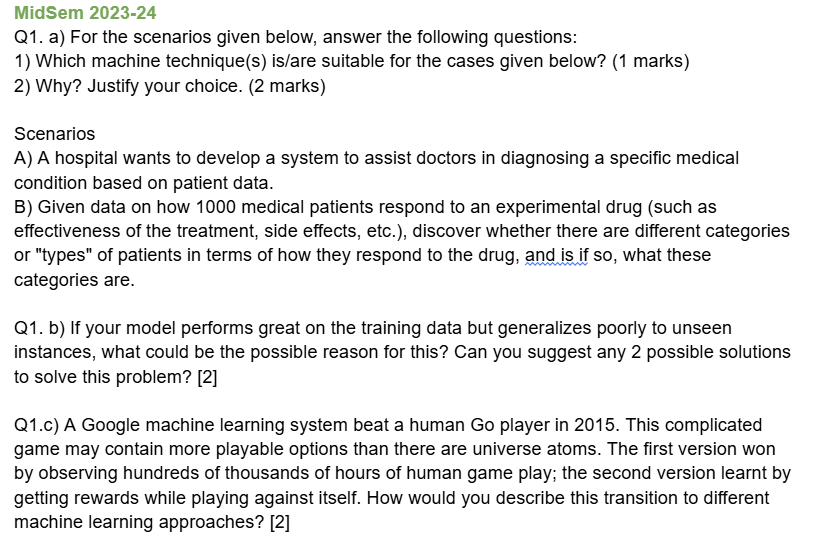 MidSem 2023-24
Q1. a) For the scenarios given below, answer the following questions:
1) Which machine technique(s) is/are suitable for the cases given below? (1 marks)
2) Why? Justify your choice. (2 marks)
Scenarios
A) A hospital wants to develop a system to assist doctors in diagnosing a specific medical
condition based on patient data.
B) Given data on how 1000 medical patients respond to an experimental drug (such as
effectiveness of the treatment, side effects, etc.), discover whether there are different categories
or "types" of patients in terms of how they respond to the drug, and is if so, what these
categories are.
Q1. b) If your model performs great on the training data but generalizes poorly to unseen
instances, what could be the possible reason for this? Can you suggest any 2 possible solutions
to solve this problem? [2]
Q1.c) A Google machine learning system beat a human Go player in 2015. This complicated
game may contain more playable options than there are universe atoms. The first version won
by observing hundreds of thousands of hours of human game play; the second version learnt by
getting rewards while playing against itself. How would you describe this transition to different
machine learning approaches? [2]